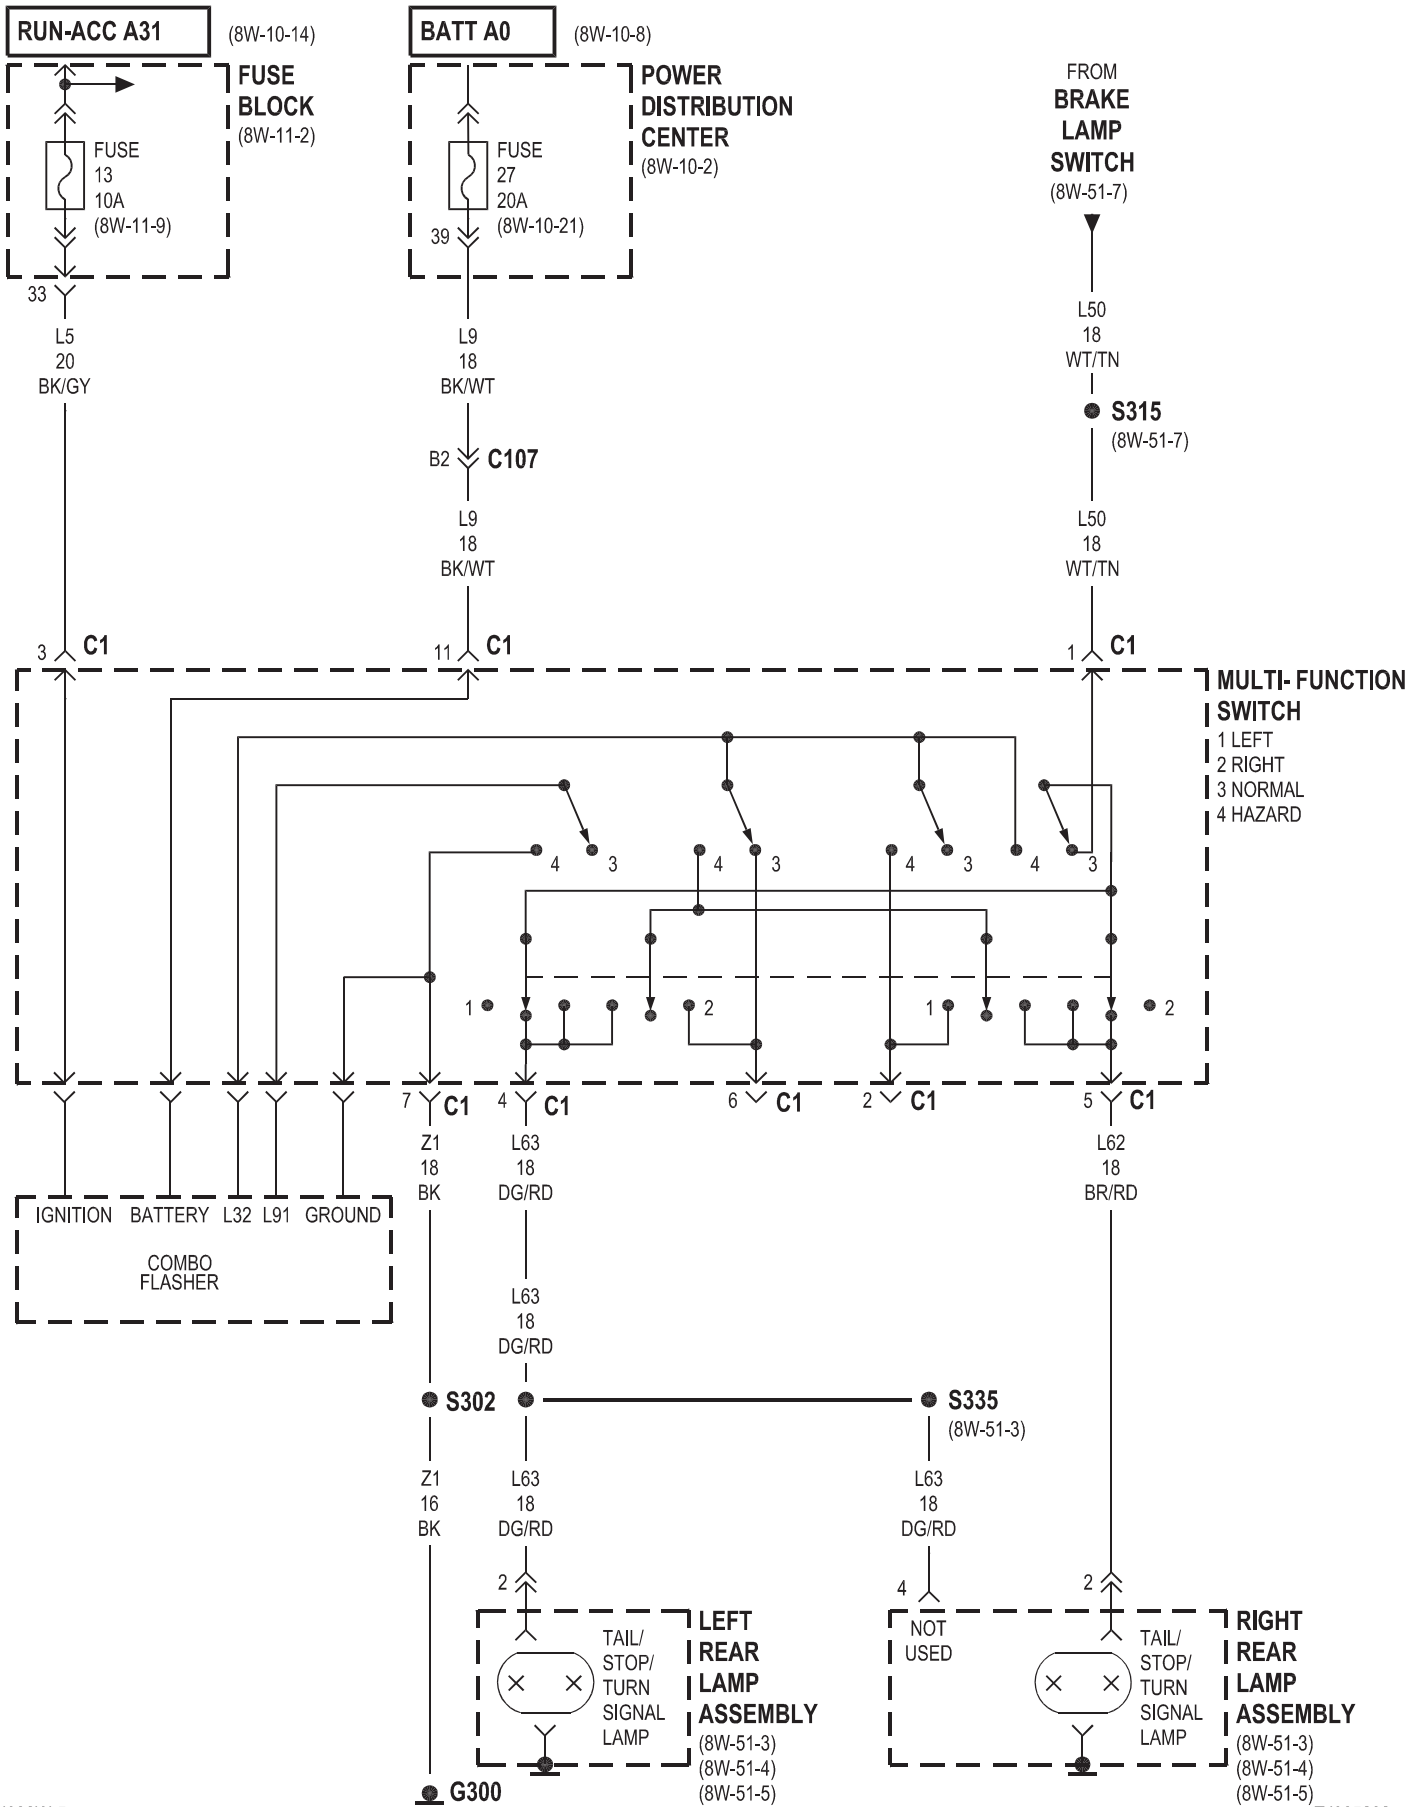 RUN-ACC A31
(8W-10-14)
BATT A0
(8W-10-8)
FUSE
BLOCK
(8W-11-2)
FUSE
13
10A
(8W-11-9)
POWER
DISTRIBUTION
CENTER
(8W-10-2)
FUSE
27
20A
(8W-10-21)
39
FROM
BRAKE
LAMP
SWITCH
(8W-51-7)
33
L5
20
BK/GY
L9
18
BK/WT
L50
18
WT/TN
S315
(8W-51-7)
B2
C107
L9
18
BK/WT
L50
18
WT/TN
3
C1
11
C1
1
C1
MULTI- FUNCTION
SWITCH
1 LEFT
2 RIGHT
3 NORMAL
4 HAZARD
4
3
4
3
4
3
4
3
1
2
1
2
7
C1
4
C1
6
C1
2
C1
5
C1
Z1
18
BK
L63
18
DG/RD
L62
18
BR/RD
IGNITION
BATTERY
L32
L91
GROUND
COMBO
FLASHER
L63
18
DG/RD
S302
S335
(8W-51-3)
Z1
16
BK
L63
18
DG/RD
L63
18
DG/RD
2
4
2
NOT
USED
TAIL/
STOP/
TURN
SIGNAL
LAMP
LEFT
REAR
LAMP
ASSEMBLY
(8W-51-3)
(8W-51-4)
(8W-51-5)
TAIL/
STOP/
TURN
SIGNAL
LAMP
RIGHT
REAR
LAMP
ASSEMBLY
(8W-51-3)
(8W-51-4)
(8W-51-5)
G300